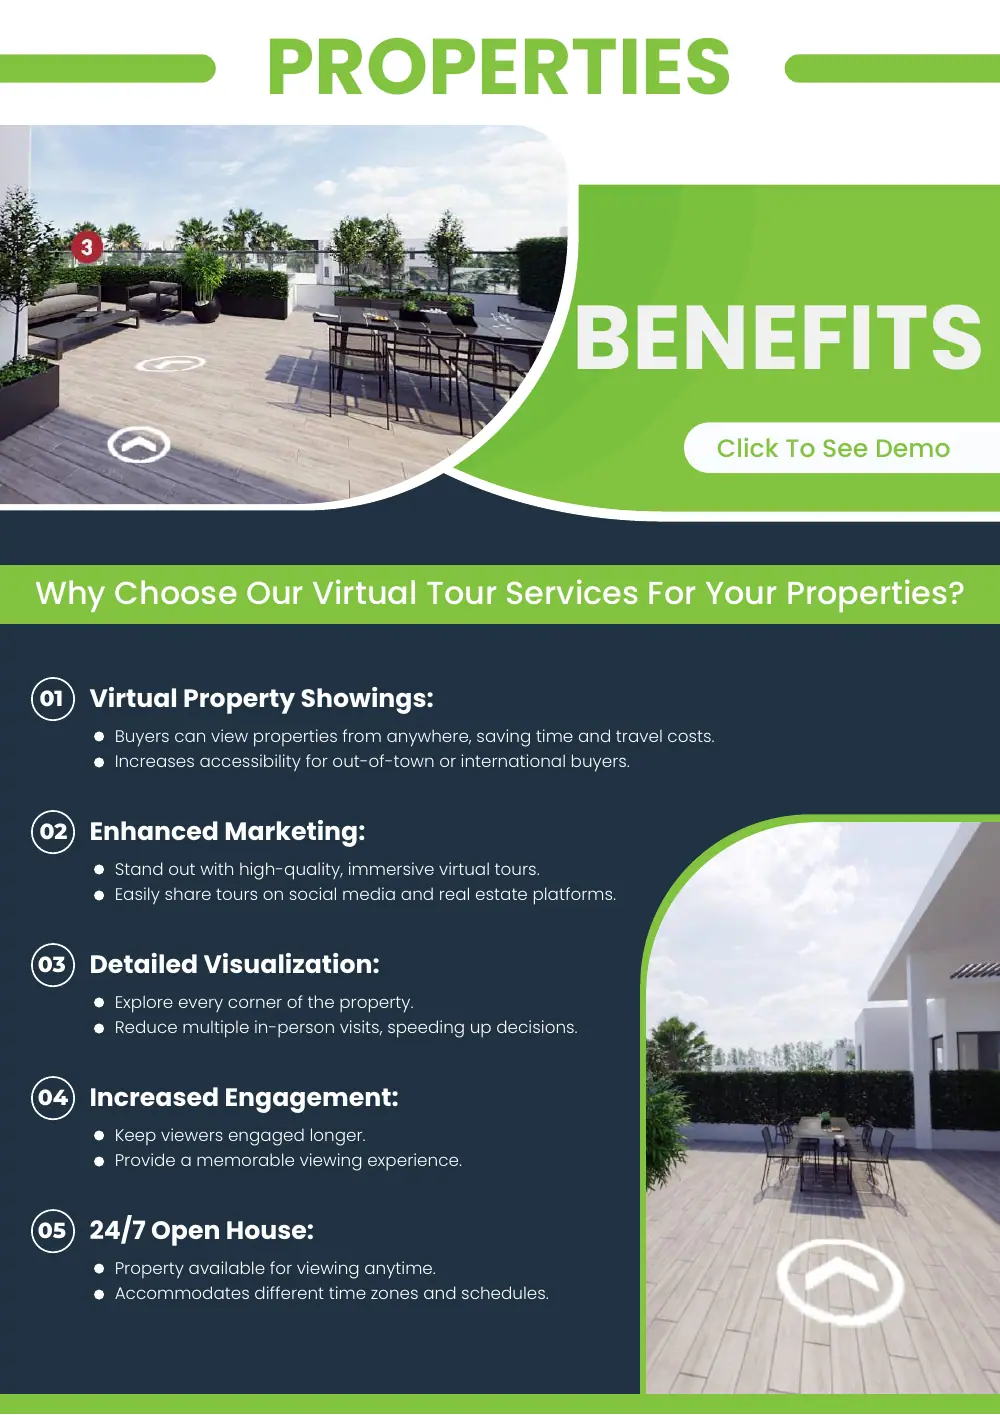 PROPERTIES
3
BENEFITS
Click To See Demo
Why Choose Our Virtual Tour Services For Your Properties?
01 Virtual Property Showings:
Buyers can view properties from anywhere, saving time and travel costs.
Increases accessibility for out-of-town or international buyers.
02 Enhanced Marketing:
Stand out with high-quality, immersive virtual tours.
Easily share tours on social media and real estate platforms.
03 Detailed Visualization:
Explore every corner of the property.
Reduce multiple in-person visits, speeding up decisions.
04 Increased Engagement:
Keep viewers engaged longer.
Provide a memorable viewing experience.
05 24/7 Open House:
Property available for viewing anytime.
Accommodates different time zones and schedules.